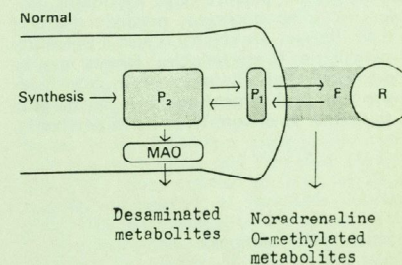 Normal
Synthesis
P₂
P₁
F
R
MAO
Desaminated
metabolites
Noradrenaline
O-methylated
metabolites